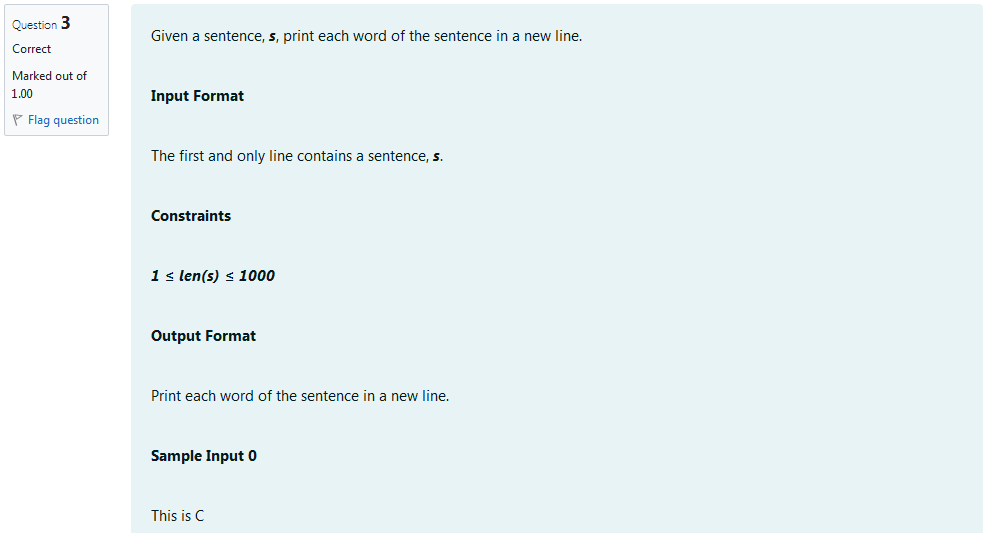 Question 3
Correct
Marked out of
1.00
Flag question
Given a sentence, s, print each word of the sentence in a new line.
Input Format
The first and only line contains a sentence, s.
Constraints
1 ≤ len(s) ≤ 1000
Output Format
Print each word of the sentence in a new line.
Sample Input 0
This is C